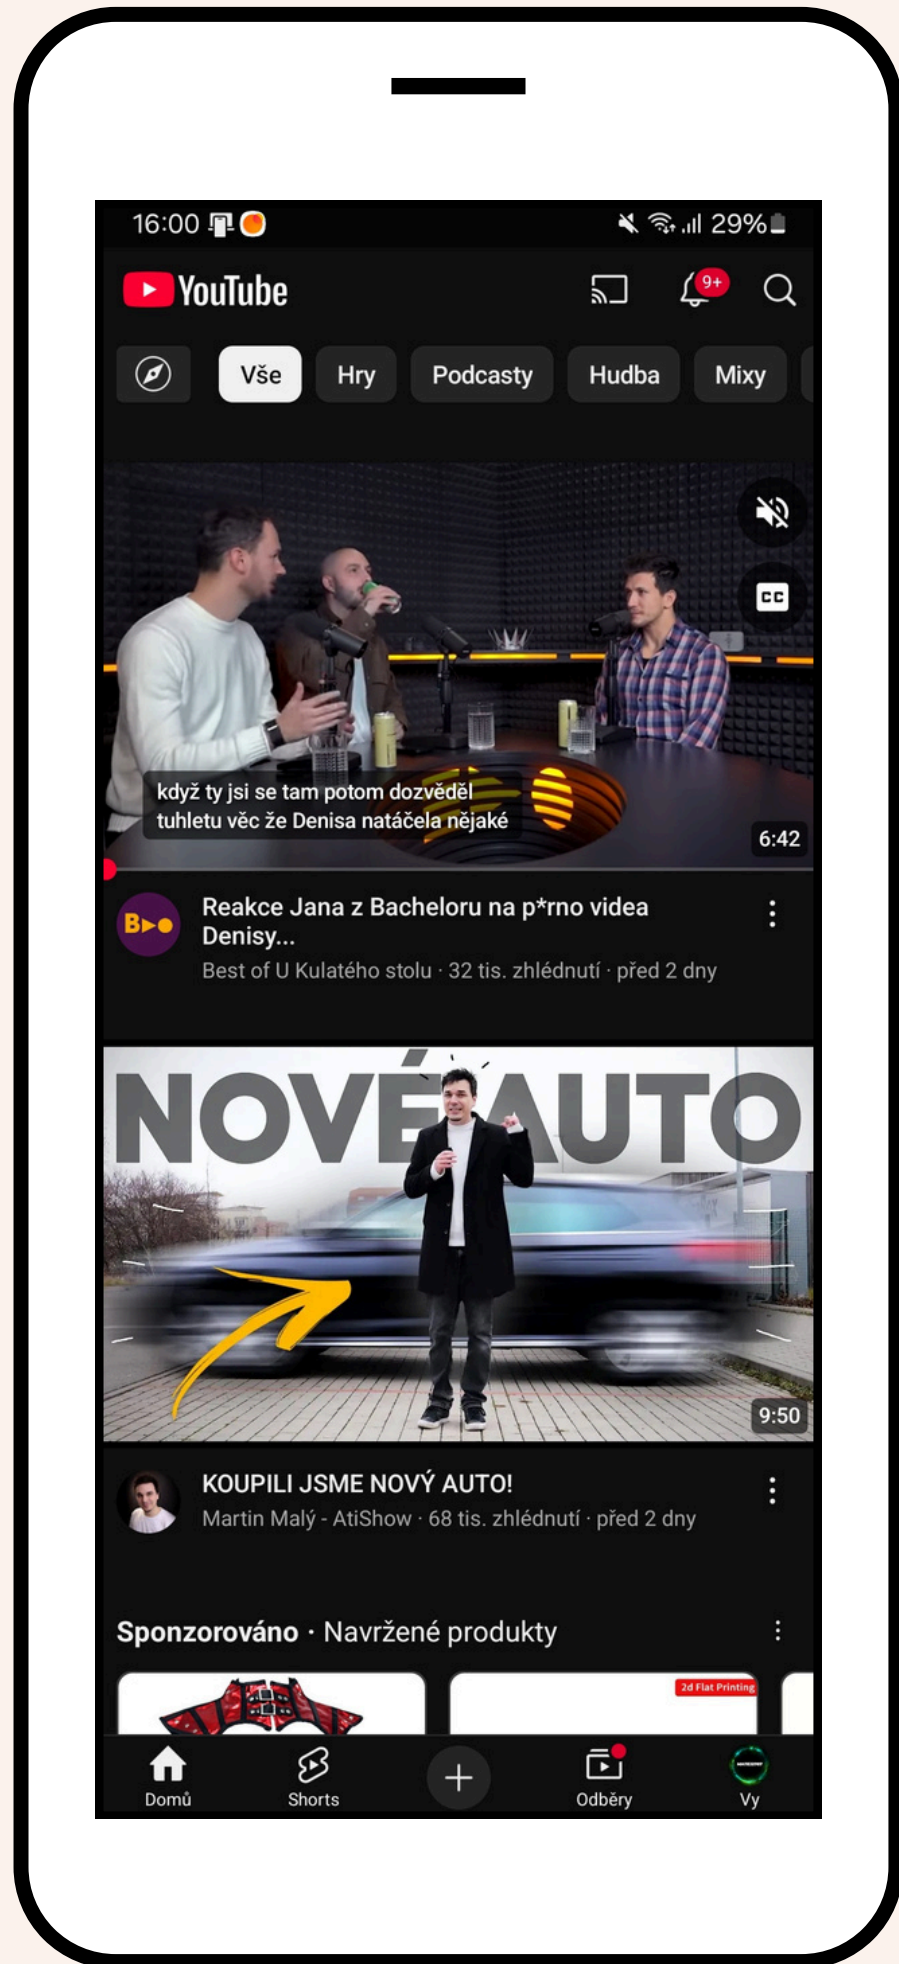 16:00 29%
YouTube 9+
Vše Hry Podcasty Hudba Mixy
CC
když ty jsi se tam potom dozvěděl
tuhletu věc že Denisa natáčela nějaké
6:42
B
Reakce Jana z Bacheloru na p*rno videa
Denisy...
Best of U Kulatého stolu · 32 tis. zhlédnutí · před 2 dny
NOVÉ AUTO
9:50
KOUPILI JSME NOVÝ AUTO!
Martin Malý - AtiShow · 68 tis. zhlédnutí · před 2 dny
Sponzorováno · Navržené produkty
2d Flat Printing
Domů Shorts Odběry Vy